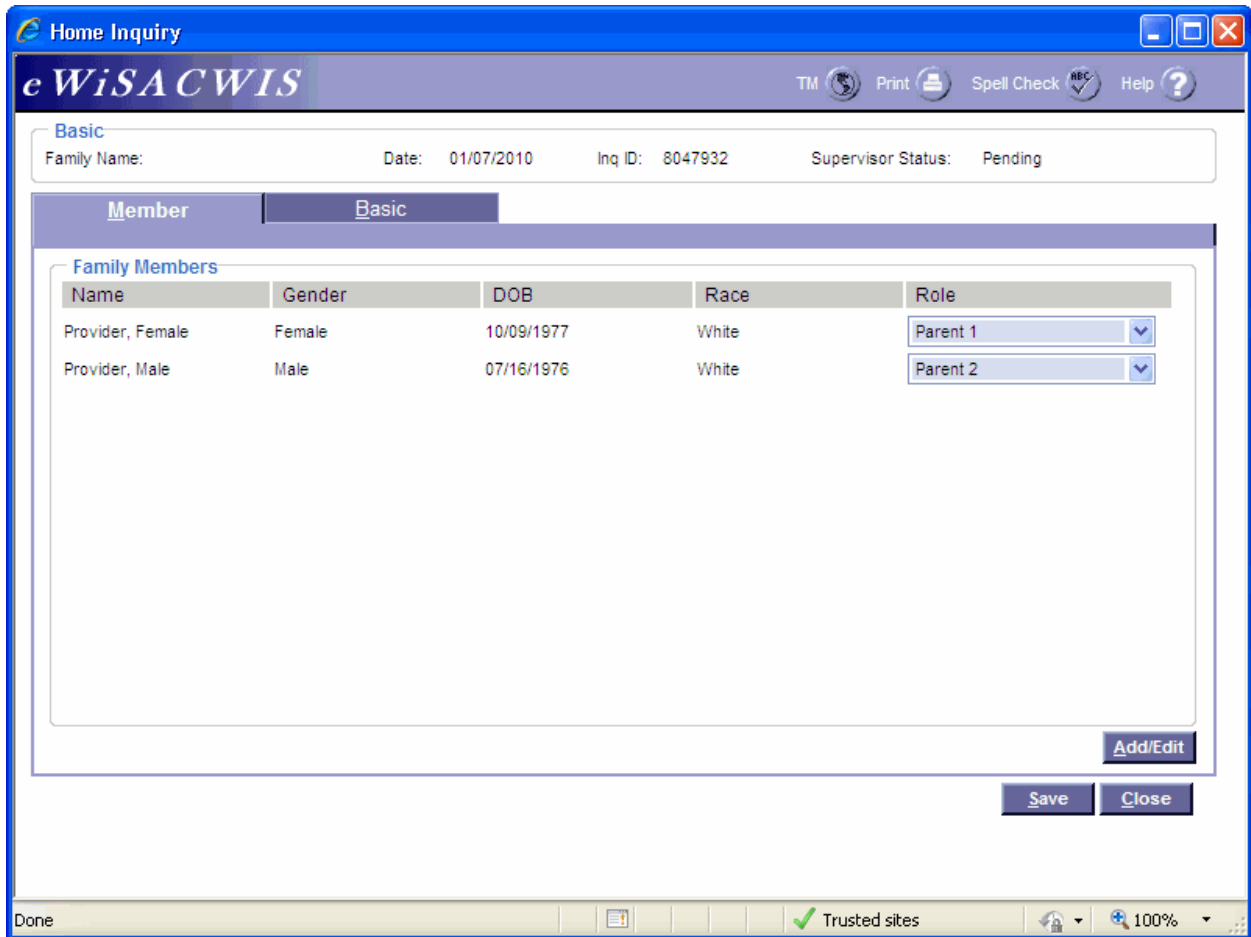 Home Inquiry
eWiSACWIS TM Print Spell Check ABC Help ?
Basic
Family Name: Date: 01/07/2010 Inq ID: 8047932 Supervisor Status: Pending
Member Basic
Family Members
Name Gender DOB Race Role
Provider, Female Female 10/09/1977 White Parent 1
Provider, Male Male 07/16/1976 White Parent 2
Add/Edit
Save Close
Done Trusted sites 100%